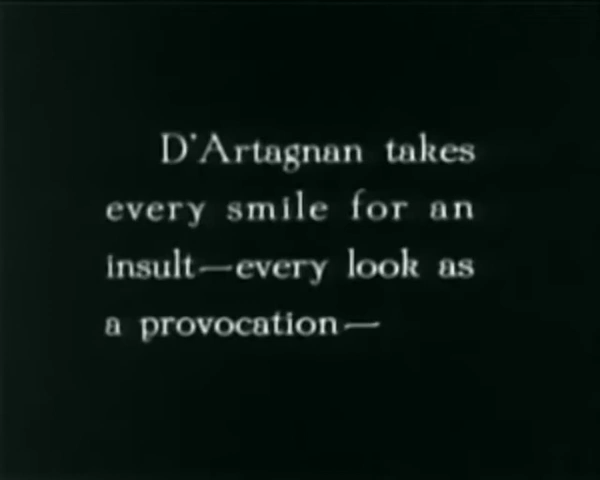 D'Artagnan takes
every smile for an
insult—every look as
a provocation—